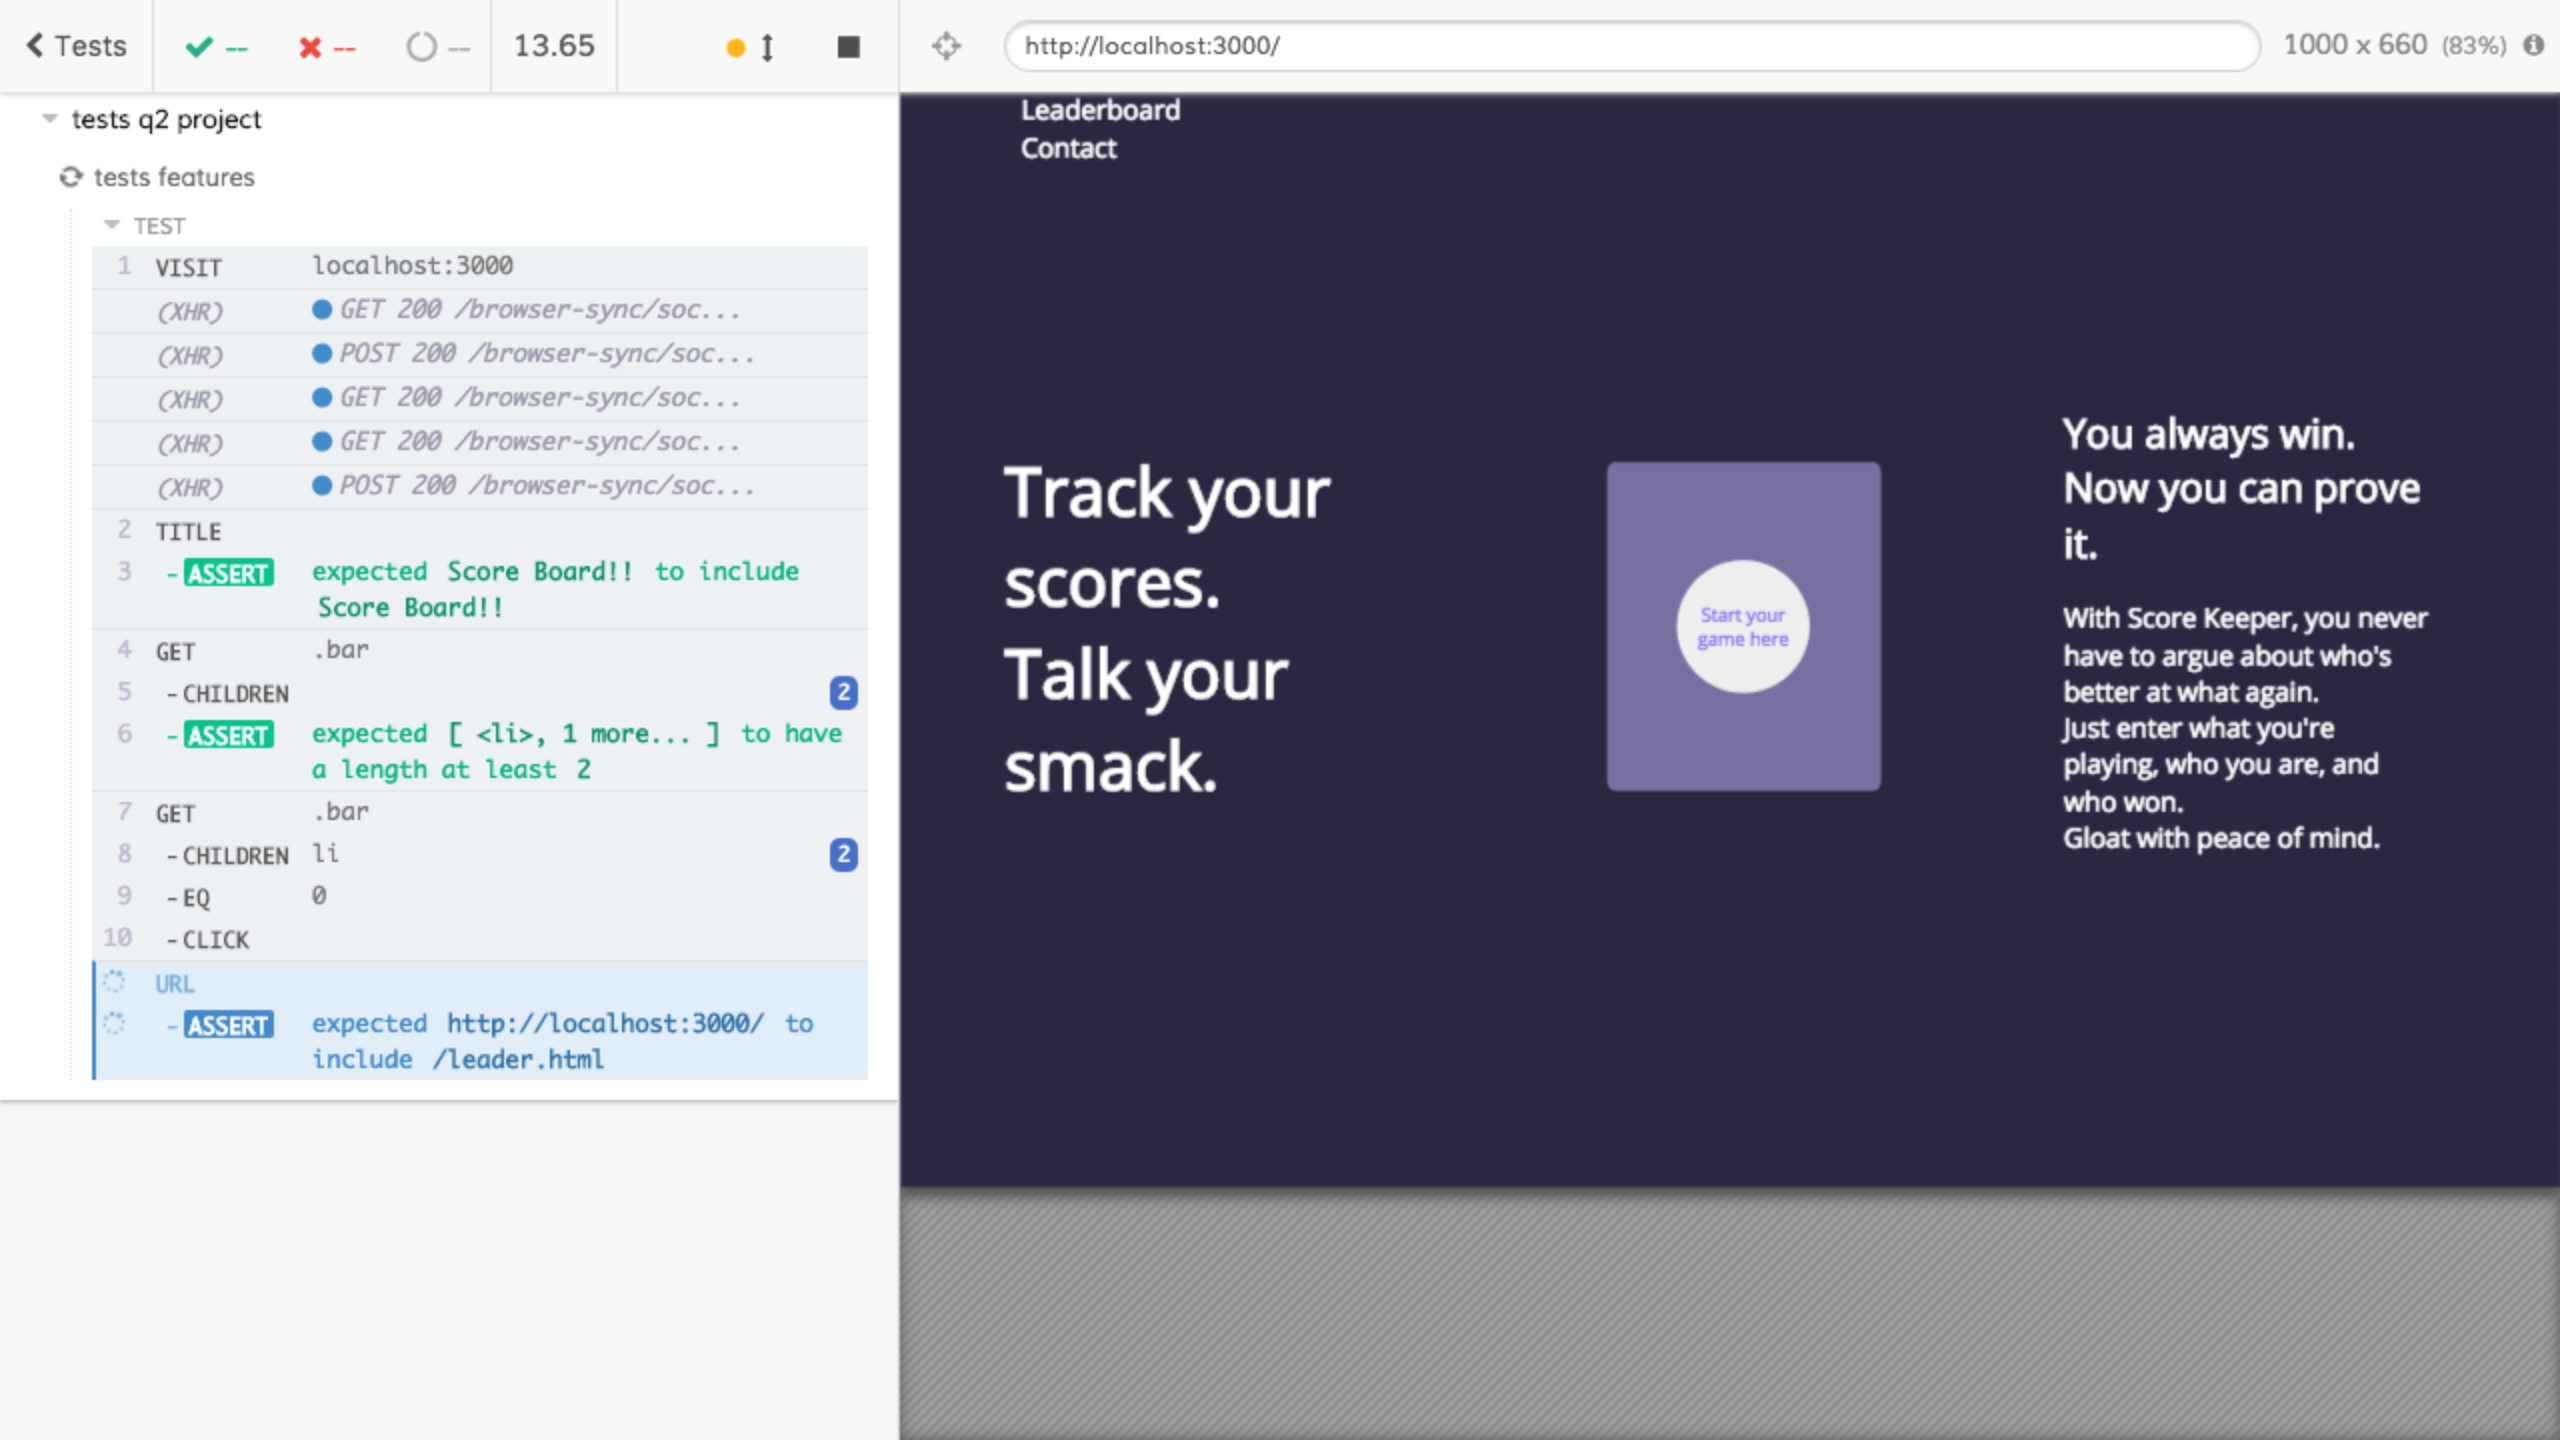 Tests -- -- -- 13.65
http://localhost:3000/ 1000 x 660 (83%)
tests q2 project
tests features
TEST
1 VISIT localhost:3000
(XHR) GET 200 /browser-sync/soc...
(XHR) POST 200 /browser-sync/soc...
(XHR) GET 200 /browser-sync/soc...
(XHR) GET 200 /browser-sync/soc...
(XHR) POST 200 /browser-sync/soc...
2 TITLE
3 -ASSERT expected Score Board!! to include
Score Board!!
4 GET .bar
5 -CHILDREN 2
6 -ASSERT expected [ <li>, 1 more... ] to have
a length at least 2
7 GET .bar
8 -CHILDREN li 2
9 -EQ 0
10 -CLICK
URL
-ASSERT expected http://localhost:3000/ to
include /leader.html
Leaderboard
Contact
Track your
scores.
Talk your
smack.
Start your
game here
You always win.
Now you can prove
it.
With Score Keeper, you never
have to argue about who's
better at what again.
Just enter what you're
playing, who you are, and
who won.
Gloat with peace of mind.